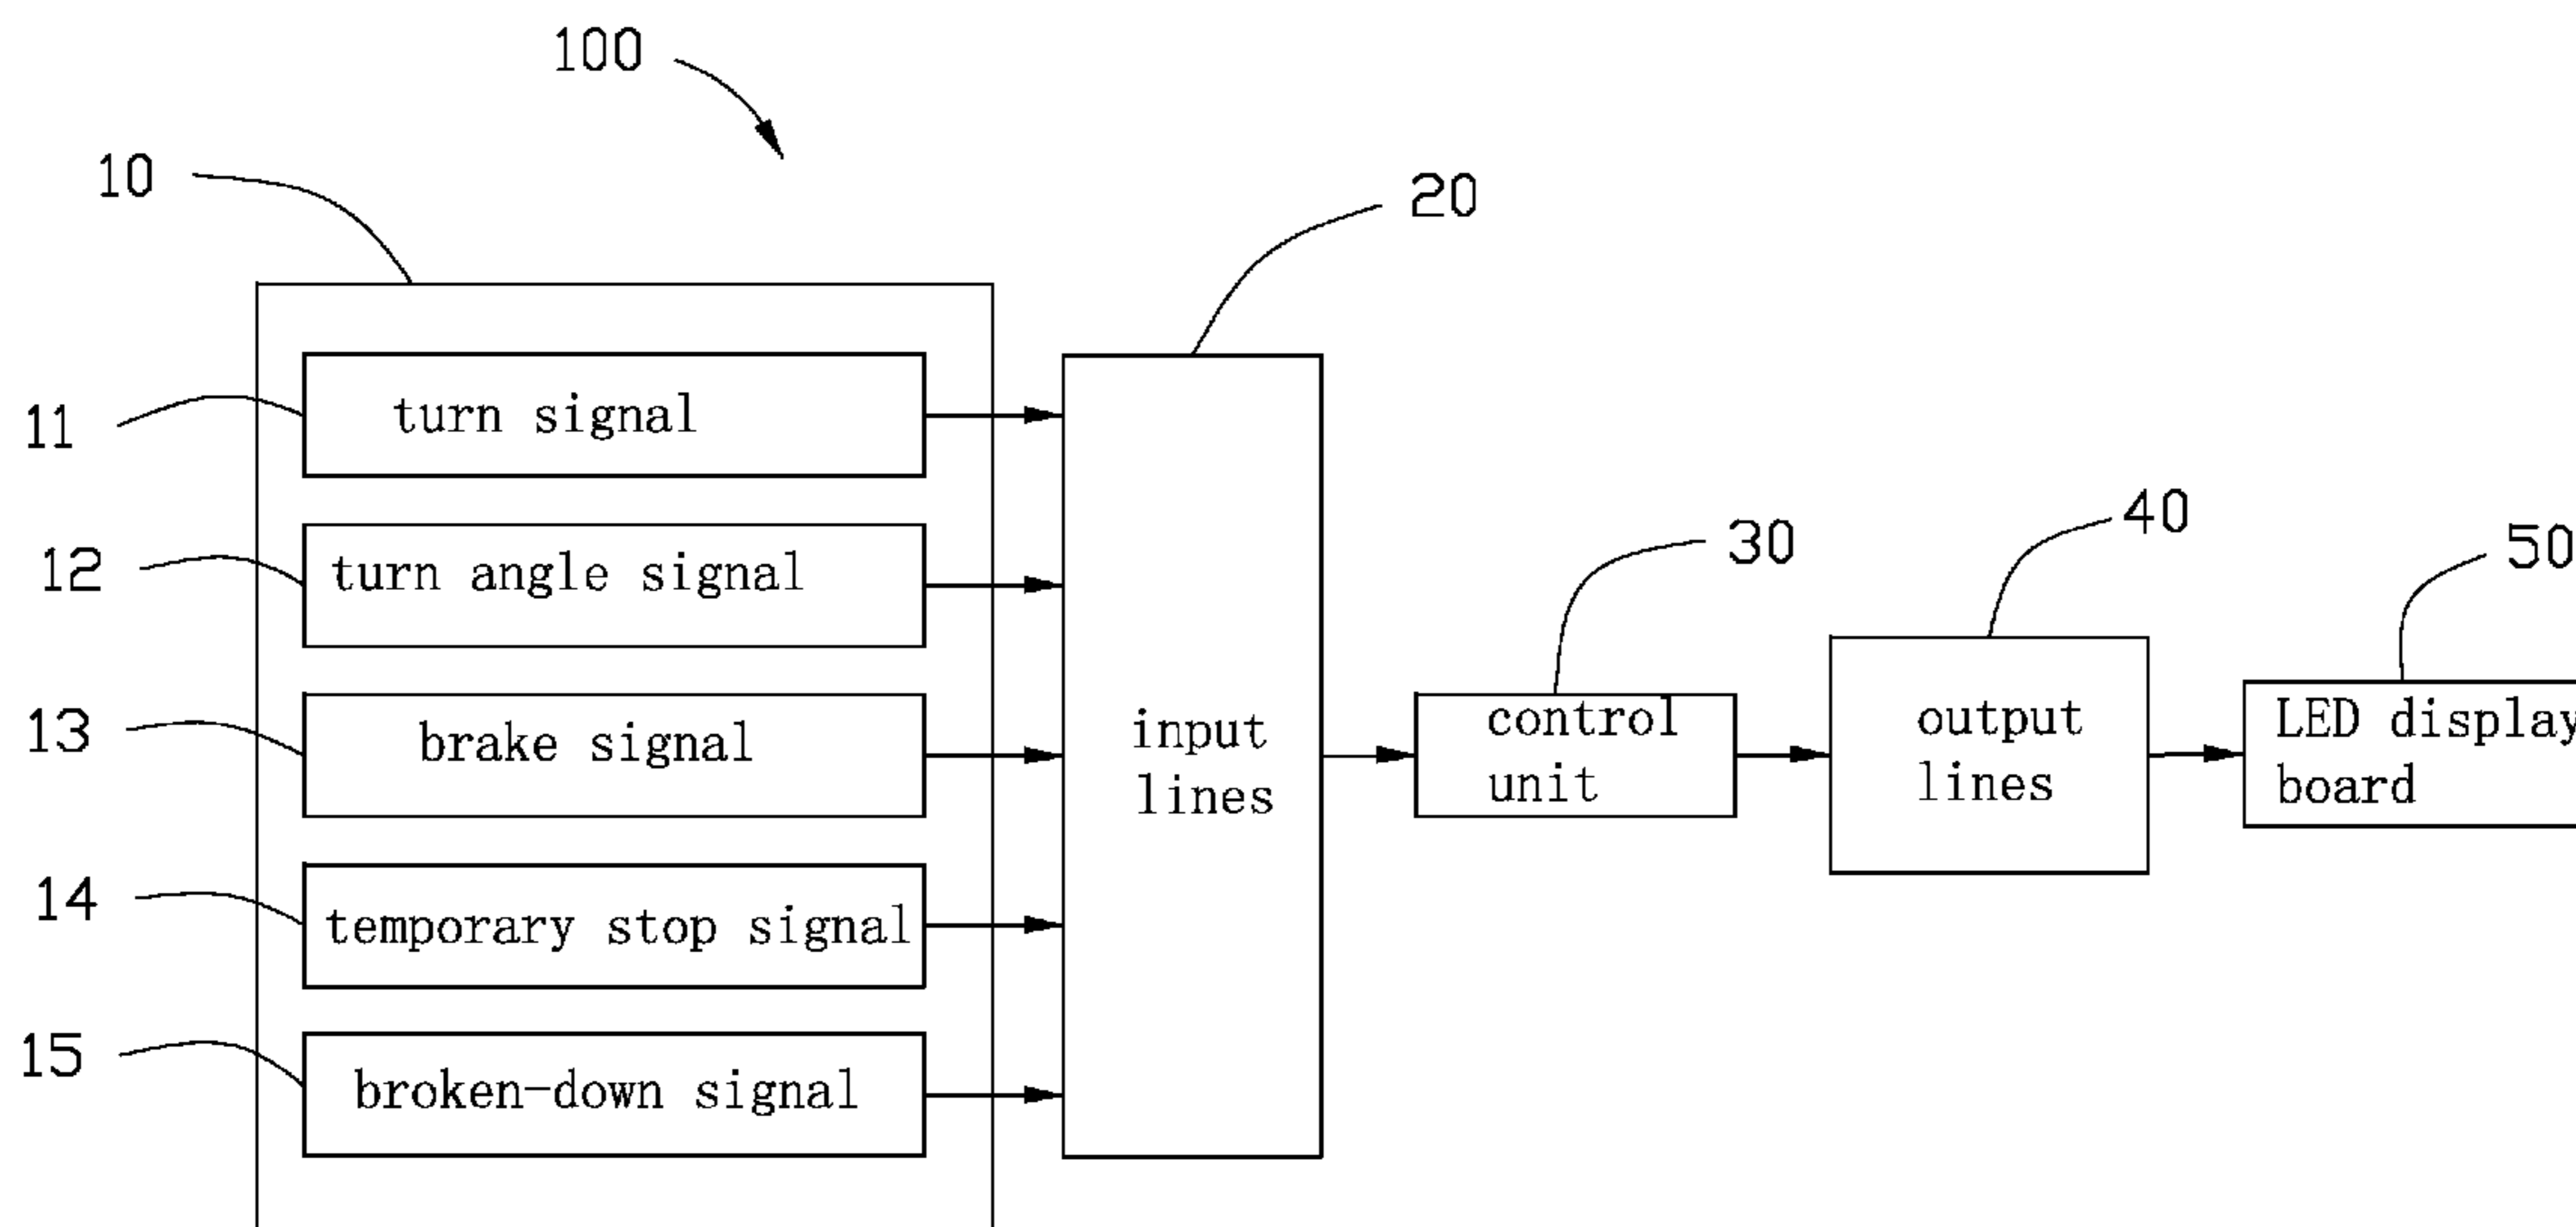 100
10
20
11
turn signal
12
turn angle signal
13
brake signal
14
temporary stop signal
15
broken-down signal
input
lines
30
control
unit
40
output
lines
50
LED display
board